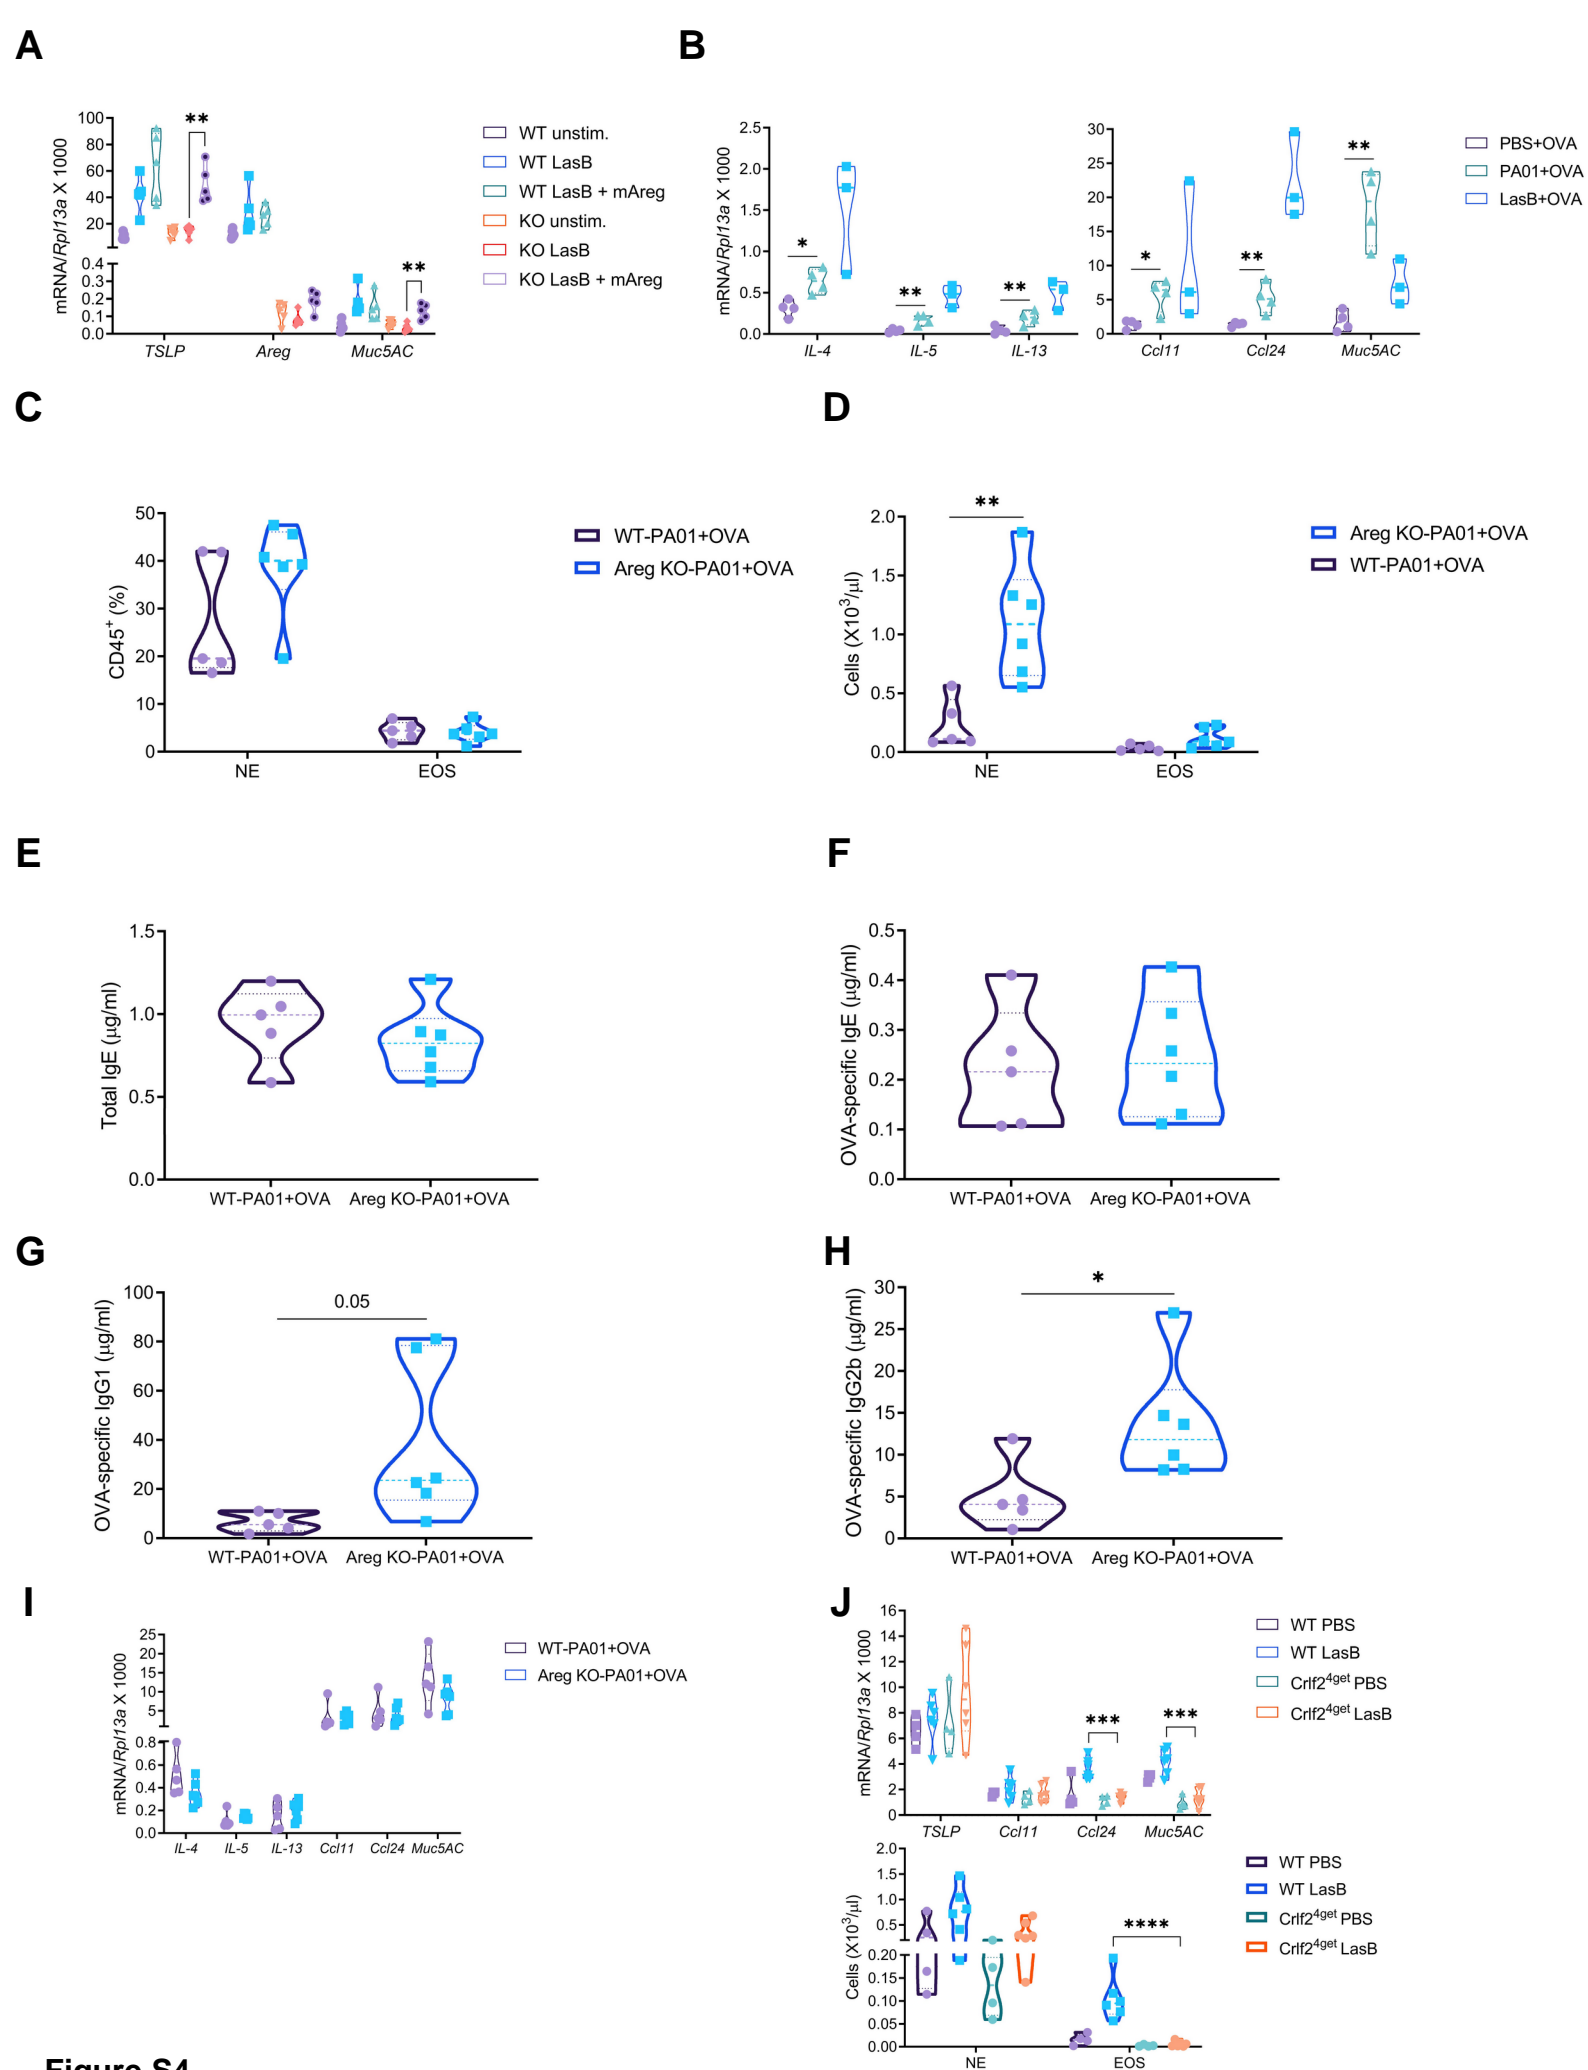 A
mRNA/Rpl13a X 1000
100
80
60
40
20
0.4
0.3
0.2
0.1
0.0
**
**
TSLP Areg Muc5AC
WT unstim.
WT LasB
WT LasB + mAreg
KO unstim.
KO LasB
KO LasB + mAreg
B
mRNA/Rpl13a X 1000
2.5
2.0
1.5
1.0
0.5
0.0
*
**
**
IL-4 IL-5 IL-13
30
25
20
15
10
5
0
*
**
**
Ccl11 Ccl24 Muc5AC
PBS+OVA
PA01+OVA
LasB+OVA
C
CD45+ (%)
50
40
30
20
10
0
NE EOS
WT-PA01+OVA
Areg KO-PA01+OVA
D
Cells (X10³/µl)
2.0
1.5
1.0
0.5
0.0
**
NE EOS
Areg KO-PA01+OVA
WT-PA01+OVA
E
Total IgE (µg/ml)
1.5
1.0
0.5
0.0
WT-PA01+OVA Areg KO-PA01+OVA
F
OVA-specific IgE (µg/ml)
0.5
0.4
0.3
0.2
0.1
0.0
WT-PA01+OVA Areg KO-PA01+OVA
G
OVA-specific IgG1 (µg/ml)
100
80
60
40
20
0
0.05
WT-PA01+OVA Areg KO-PA01+OVA
H
OVA-specific IgG2b (µg/ml)
30
25
20
15
10
5
0
*
WT-PA01+OVA Areg KO-PA01+OVA
I
mRNA/Rpl13a X 1000
25
20
15
10
5
0.8
0.6
0.4
0.2
0.0
IL-4 IL-5 IL-13 Ccl11 Ccl24 Muc5AC
WT-PA01+OVA
Areg KO-PA01+OVA
J
mRNA/Rpl13a X 1000
16
14
12
10
8
6
4
2
0
***
***
TSLP Ccl11 Ccl24 Muc5AC
WT PBS
WT LasB
Crlf2⁴ᵍᵉᵗ PBS
Crlf2⁴ᵍᵉᵗ LasB
Cells (X10³/µl)
2.0
1.5
1.0
0.5
0.20
0.15
0.10
0.05
0.00
****
NE EOS
WT PBS
WT LasB
Crlf2⁴ᵍᵉᵗ PBS
Crlf2⁴ᵍᵉᵗ LasB
Figure S4